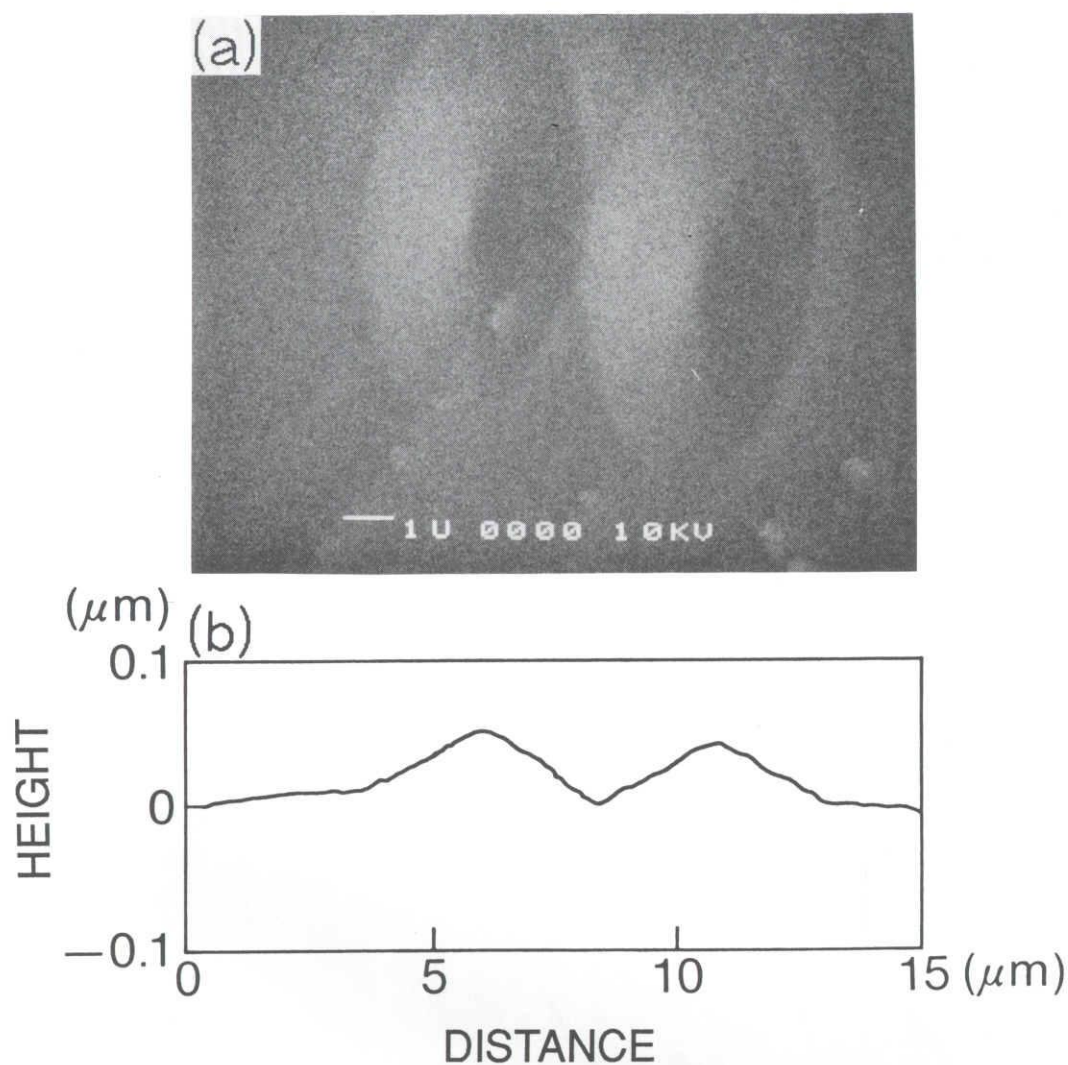 (a)
1U 0000 10KV
(μm)
(b)
0.1
0
−0.1
HEIGHT
0
5
10
15 (μm)
DISTANCE